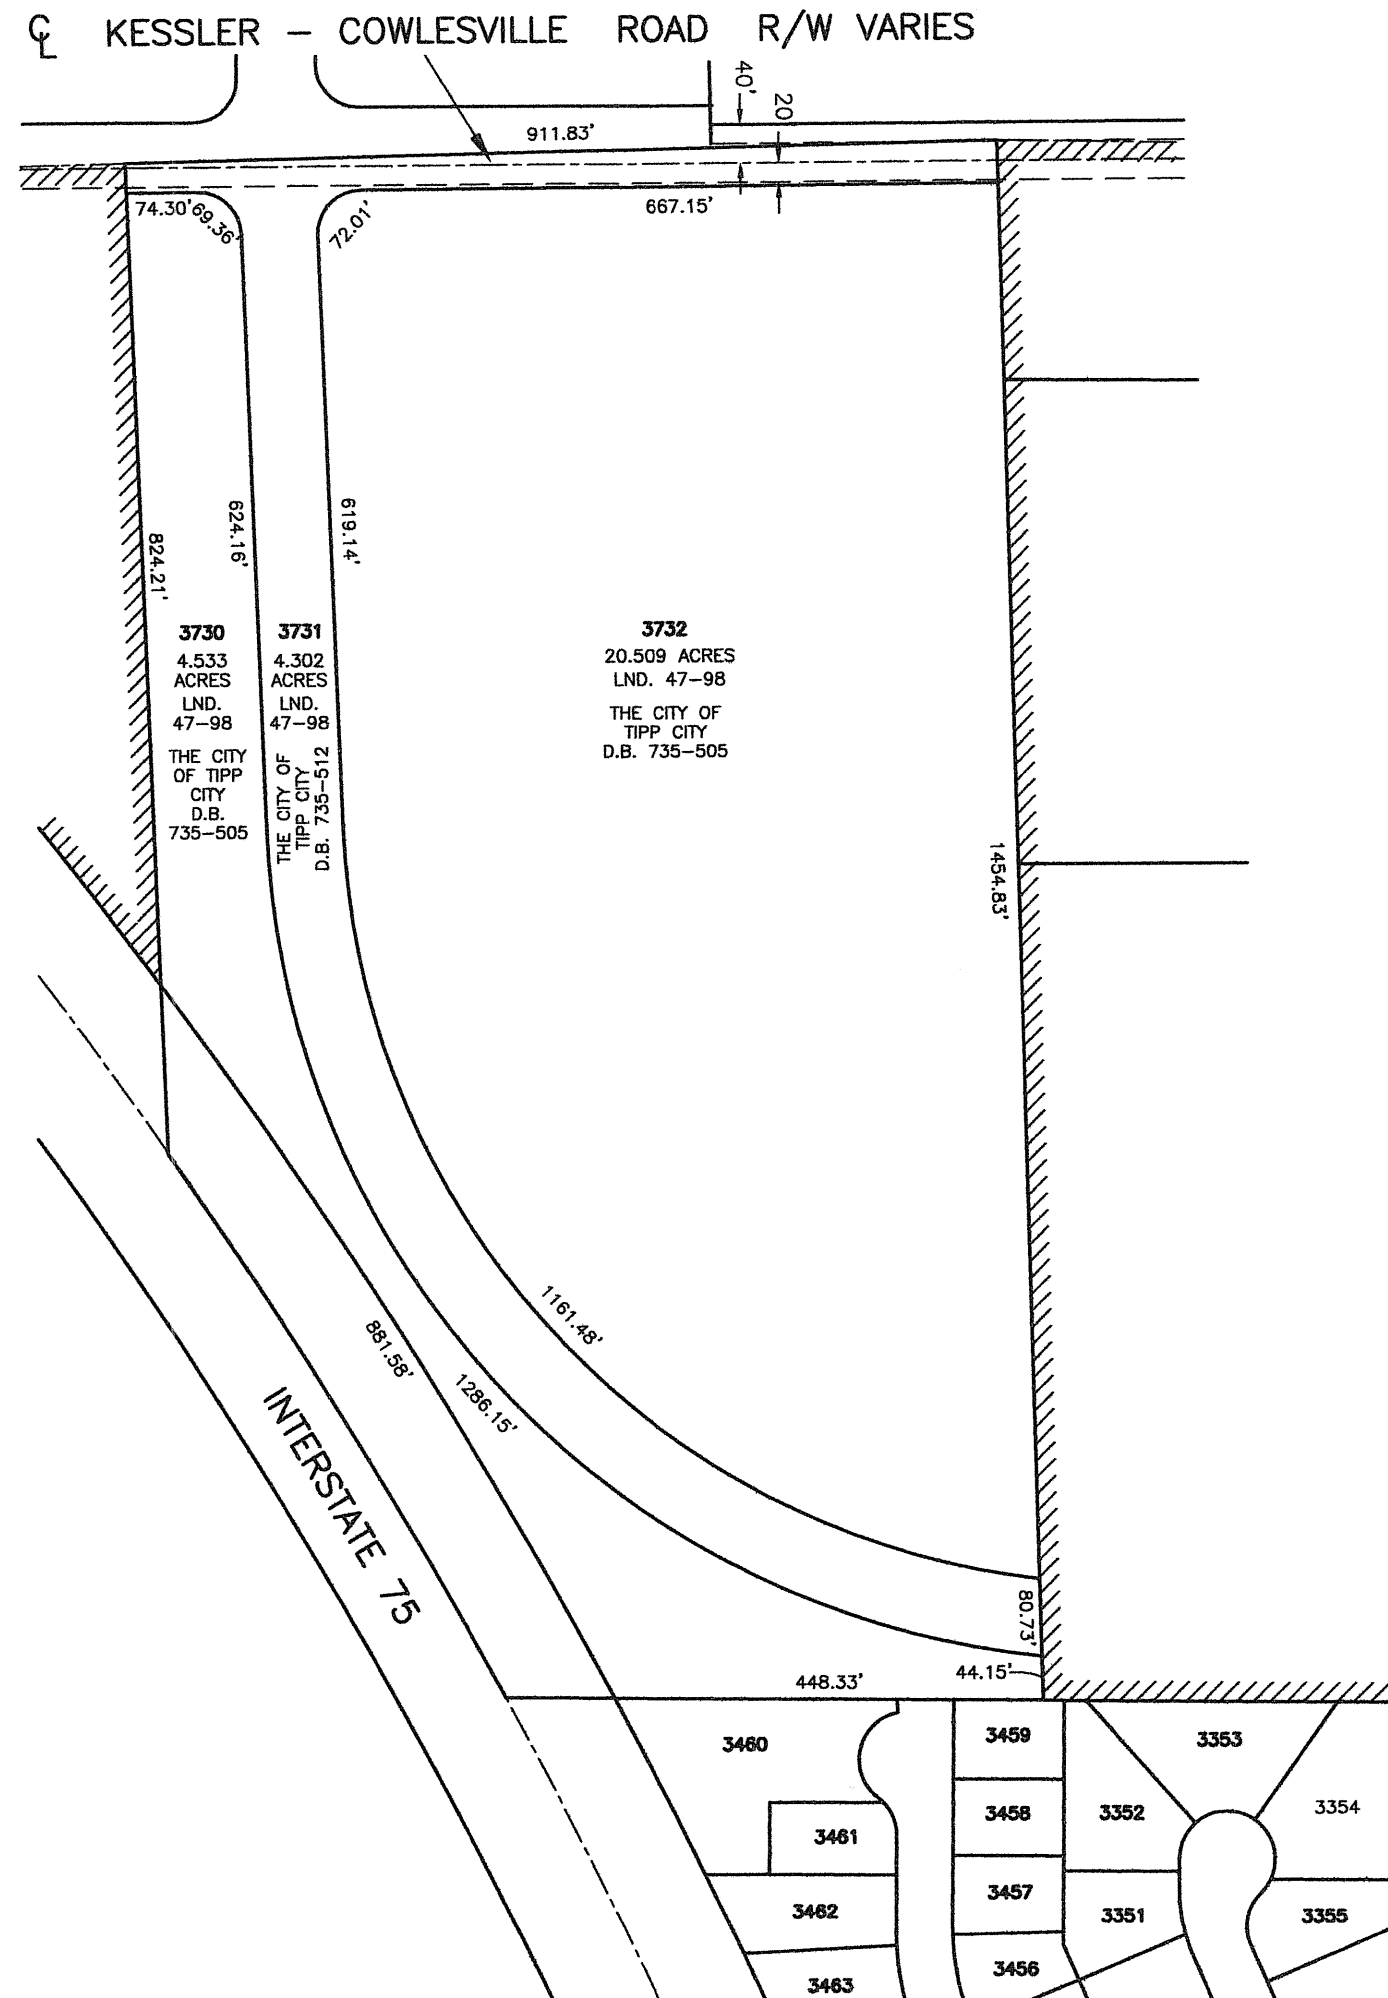 ℄ KESSLER – COWLESVILLE ROAD R/W VARIES
40'
20
911.83'
74.30'
69.36'
72.01'
667.15'
624.16'
619.14'
824.21'
3730
4.533
ACRES
LND.
47–98
THE CITY
OF TIPP
CITY
D.B.
735–505
3731
4.302
ACRES
LND.
47–98
THE CITY OF
TIPP CITY
D.B. 735–512
3732
20.509 ACRES
LND. 47–98
THE CITY OF
TIPP CITY
D.B. 735–505
1454.83'
1161.48'
881.58'
1286.15'
INTERSTATE 75
80.73'
44.15'
448.33'
3460
3459
3353
3461
3458
3352
3354
3462
3457
3351
3355
3463
3456